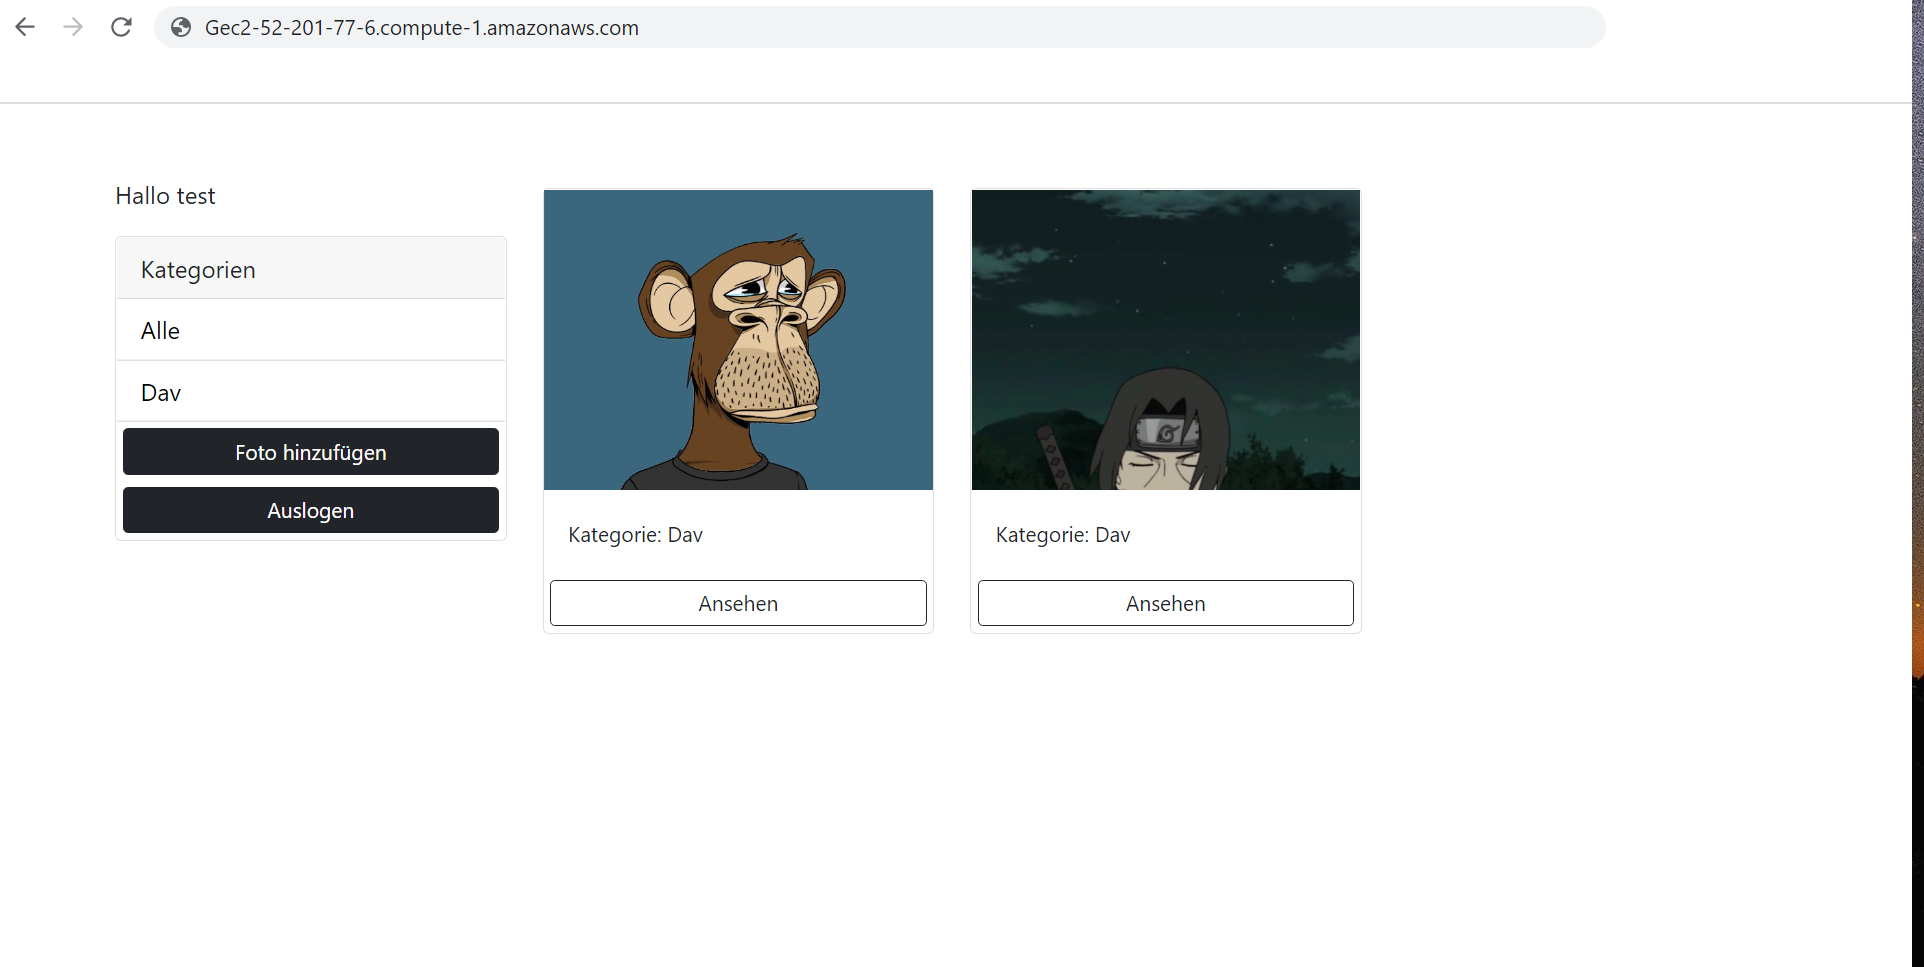 Gec2-52-201-77-6.compute-1.amazonaws.com
Hallo test
Kategorien
Alle
Dav
Foto hinzufügen
Auslogen
Kategorie: Dav
Ansehen
Kategorie: Dav
Ansehen